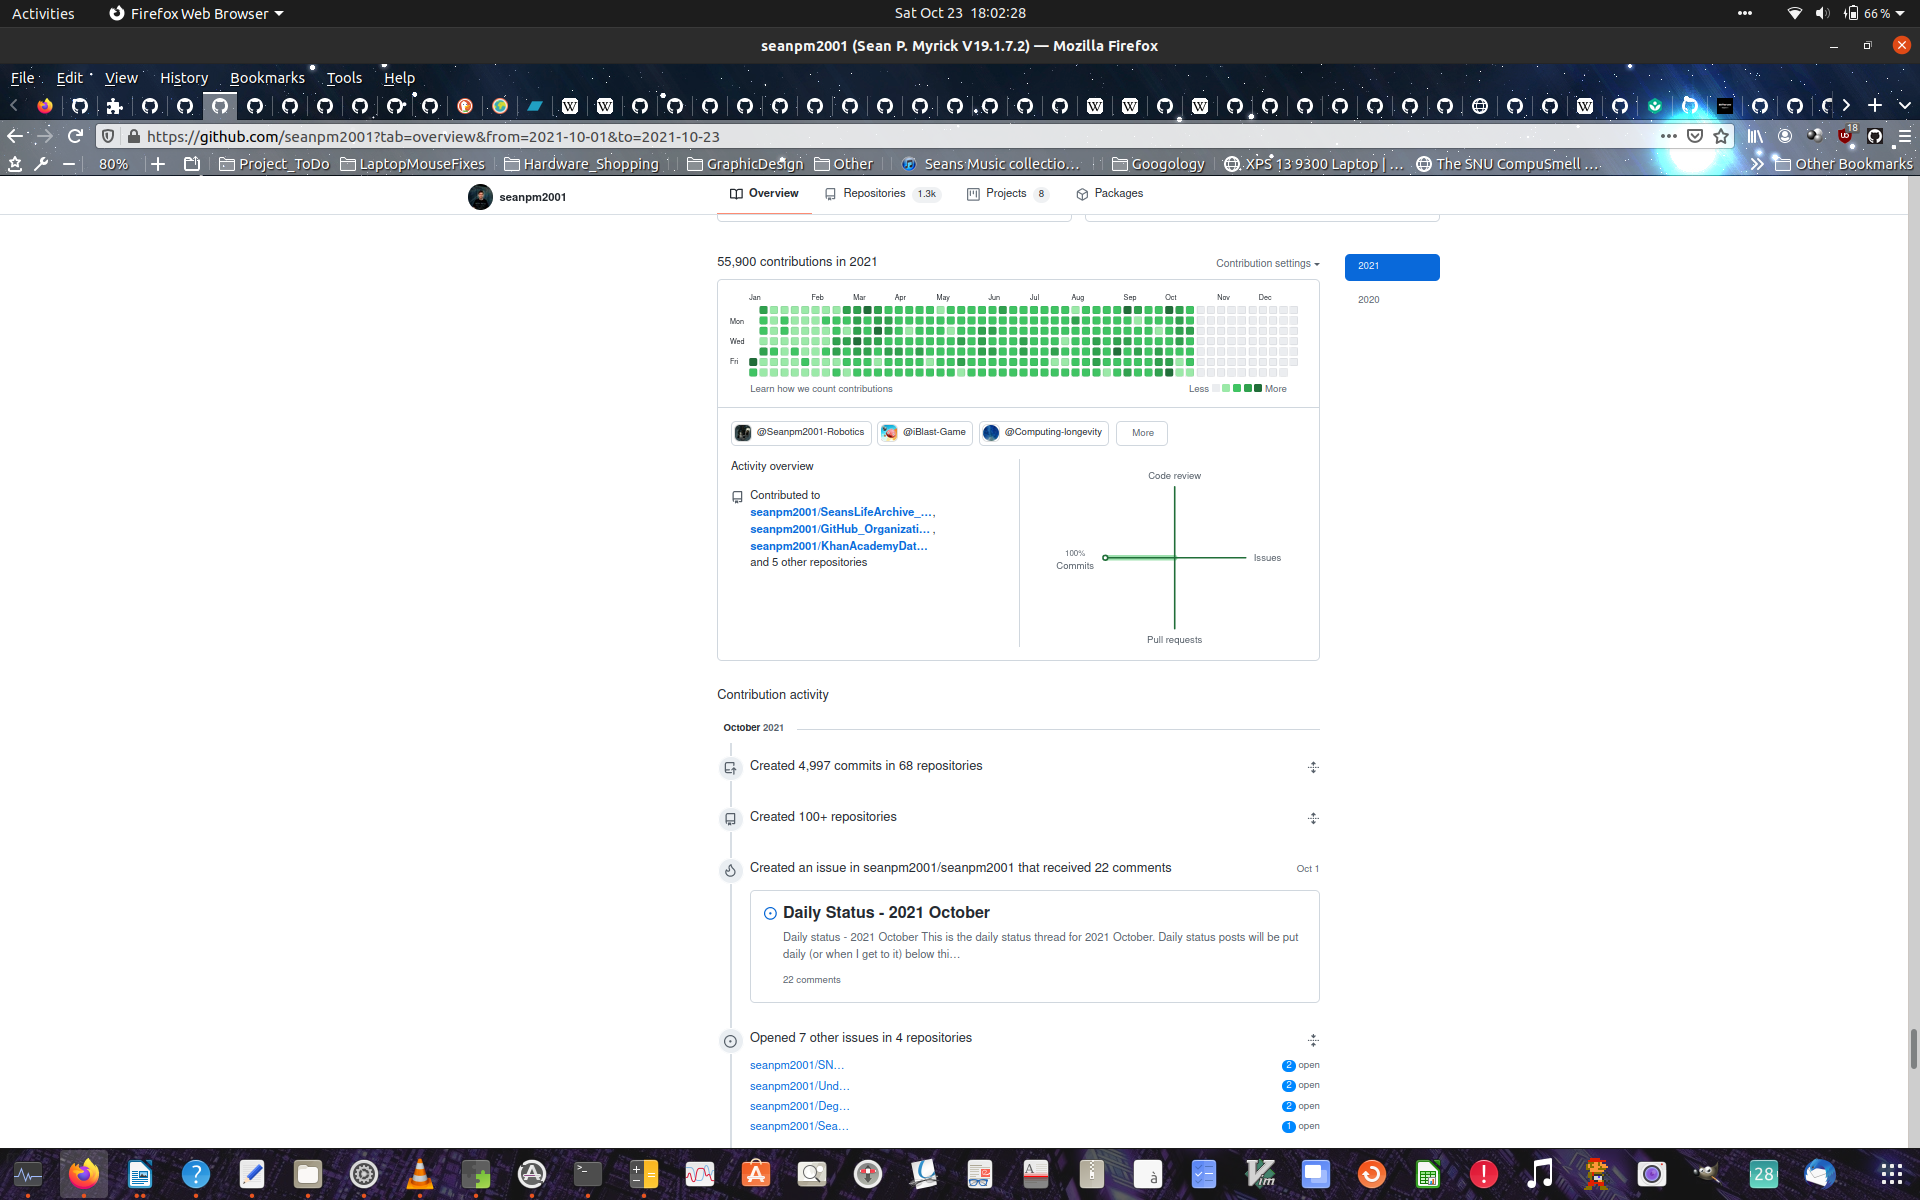 Activities
Firefox Web Browser
Sat Oct 23 18:02:28
66 %
seanpm2001 (Sean P. Myrick V19.1.7.2) — Mozilla Firefox
File Edit View History Bookmarks Tools Help
https://github.com/seanpm2001?tab=overview&from=2021-10-01&to=2021-10-23
18
80%
Project_ToDo
LaptopMouseFixes
Hardware_Shopping
GraphicDesign
Other
Seans Music collectio…
Googology
XPS 13 9300 Laptop | …
The SNU CompuSmell …
Other Bookmarks
seanpm2001
Overview
Repositories 1.3k
Projects 8
Packages
55,900 contributions in 2021
Contribution settings
2021
2020
Jan Feb Mar Apr May Jun Jul Aug Sep Oct Nov Dec
Mon
Wed
Fri
Learn how we count contributions
Less
More
@Seanpm2001-Robotics
@iBlast-Game
@Computing-longevity
More
Activity overview
Contributed to
seanpm2001/SeansLifeArchive_…,
seanpm2001/GitHub_Organizati… ,
seanpm2001/KhanAcademyDat…
and 5 other repositories
Code review
100%
Commits
Issues
Pull requests
Contribution activity
October 2021
Created 4,997 commits in 68 repositories
Created 100+ repositories
Created an issue in seanpm2001/seanpm2001 that received 22 comments
Oct 1
Daily Status - 2021 October
Daily status - 2021 October This is the daily status thread for 2021 October. Daily status posts will be put
daily (or when I get to it) below thi…
22 comments
Opened 7 other issues in 4 repositories
seanpm2001/SN…
2 open
seanpm2001/Und…
2 open
seanpm2001/Deg…
2 open
seanpm2001/Sea…
1 open
28